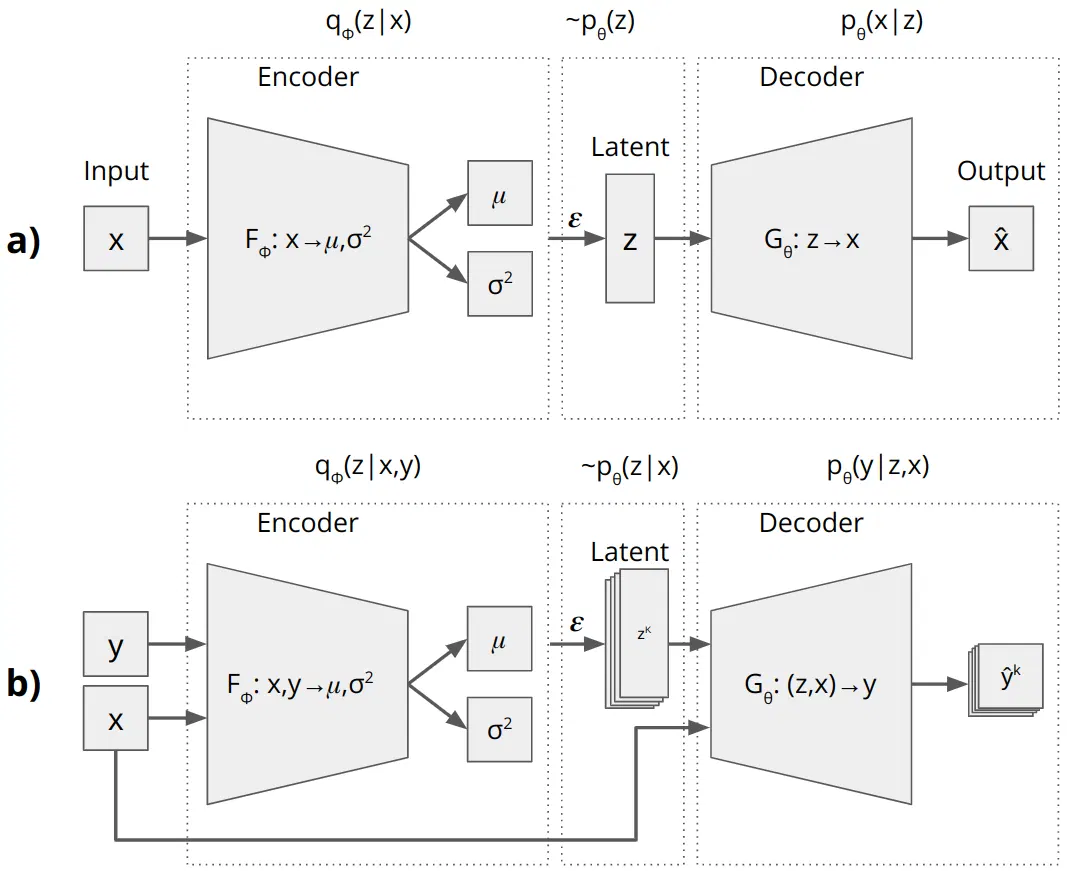 qΦ(z|x)
~pθ(z)
pθ(x|z)
Encoder
Decoder
Input
Latent
Output
a)
x
FΦ: x→μ,σ²
μ
σ²
ε
z
Gθ: z→x
x̂
qΦ(z|x,y)
~pθ(z|x)
pθ(y|z,x)
Encoder
Decoder
Latent
b)
y
x
FΦ: x,y→μ,σ²
μ
σ²
ε
zᴷ
Gθ: (z,x)→y
ŷᵏ